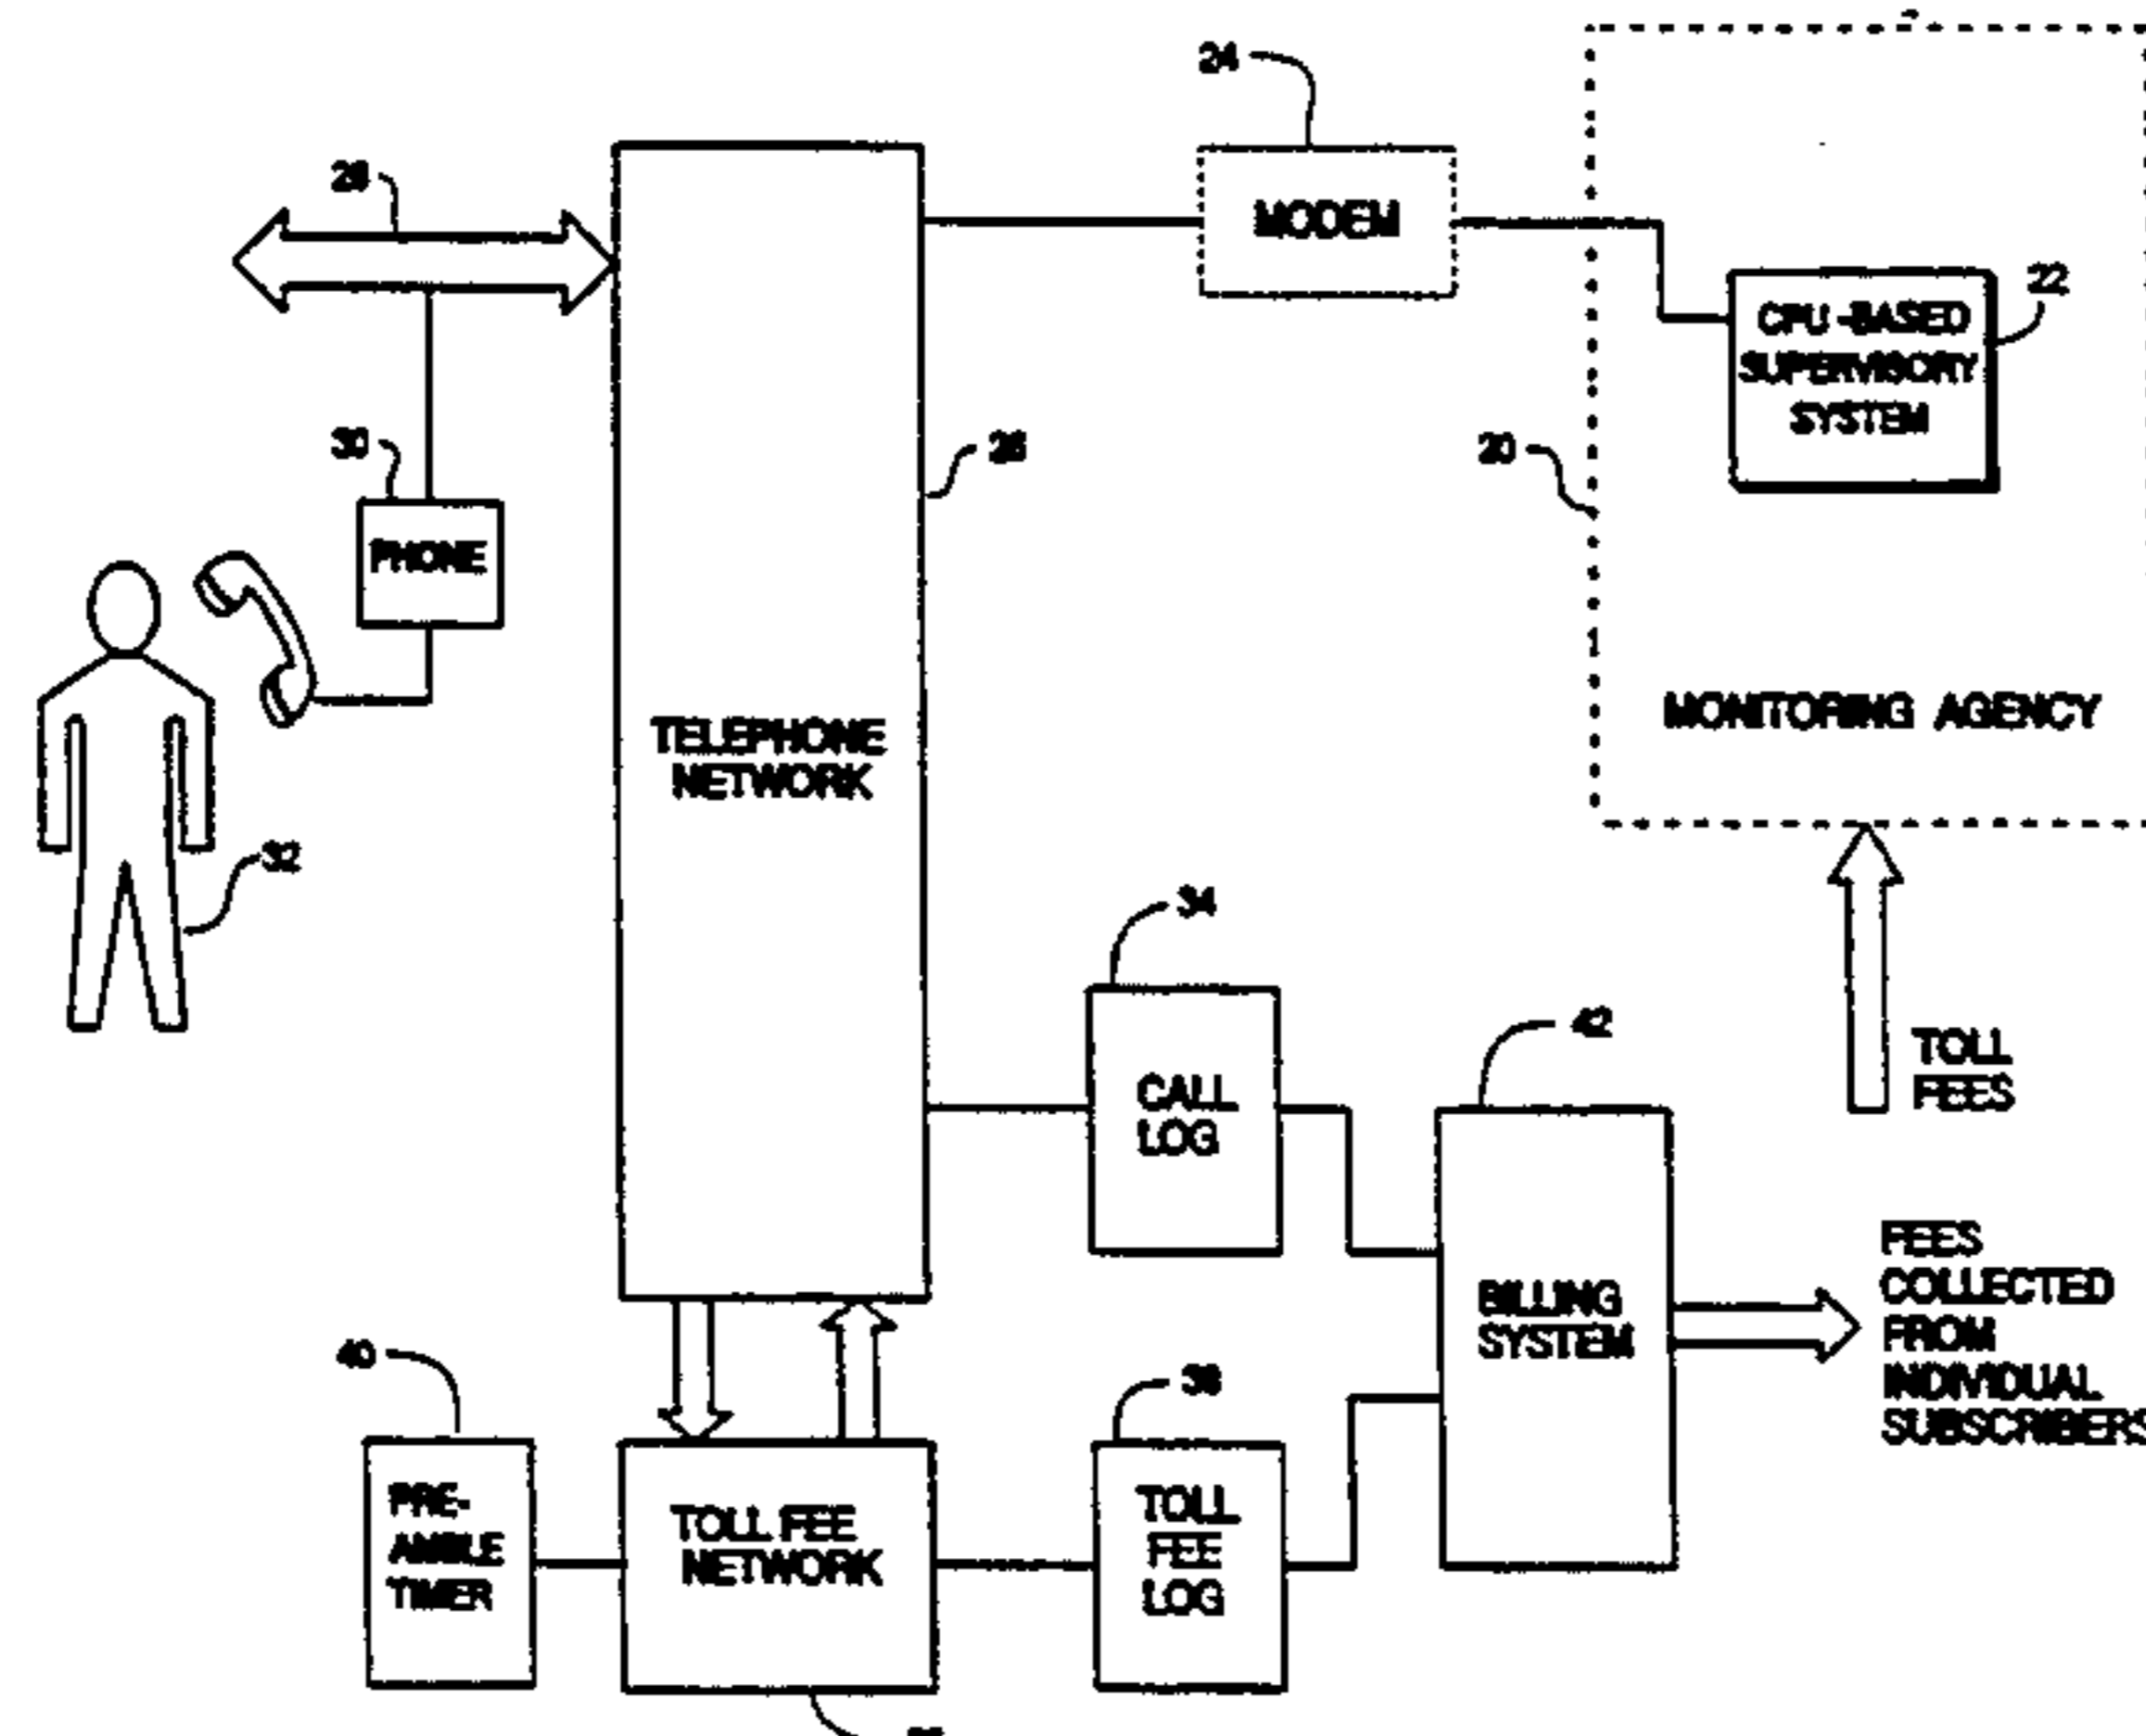 24
MODEM
22
CPU-BASED
SUPERVISORY
SYSTEM
20
30
PHONE
TELEPHONE
NETWORK
MONITORING AGENCY
32
34
CALL
LOG
42
TOLL
FEES
BILLING
SYSTEM
FEES
COLLECTED
FROM
INDIVIDUAL
SUBSCRIBERS
40
PRE-
AMBLE
TIMER
TOLL FEE
NETWORK
38
TOLL
FEE
LOG